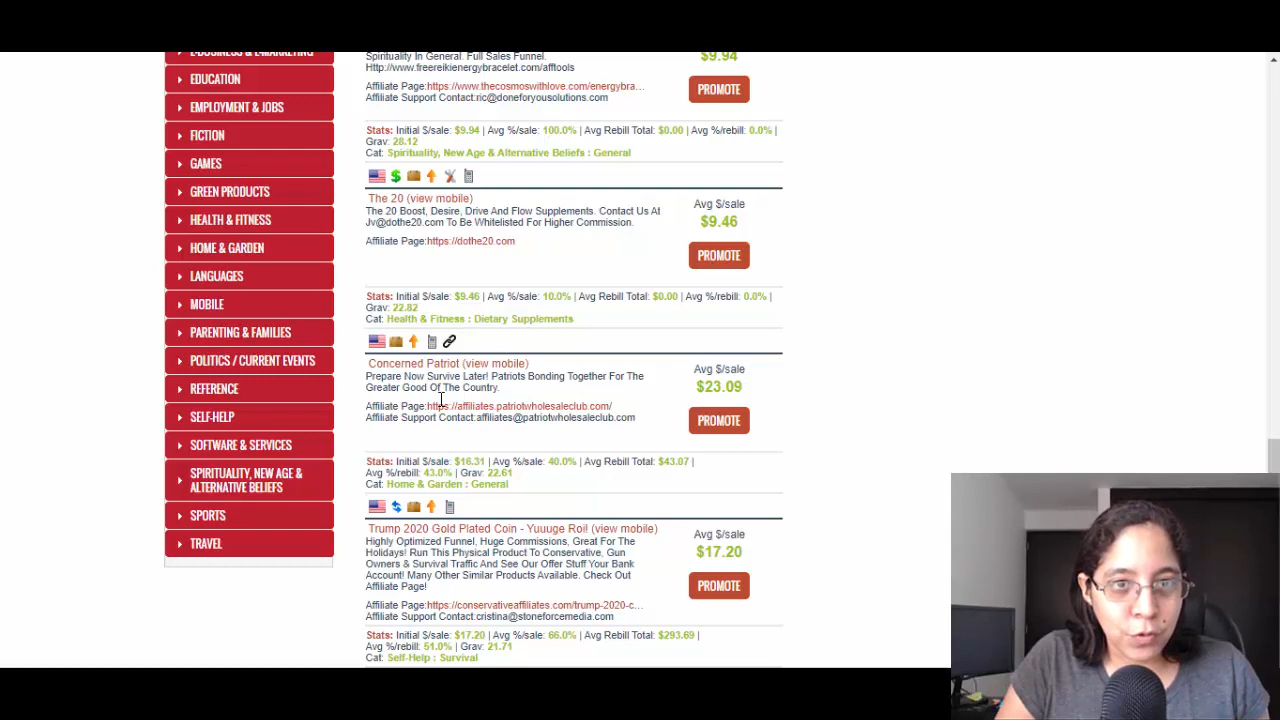 E-BUSINESS & E-MARKETING
EDUCATION
EMPLOYMENT & JOBS
FICTION
GAMES
GREEN PRODUCTS
HEALTH & FITNESS
HOME & GARDEN
LANGUAGES
MOBILE
PARENTING & FAMILIES
POLITICS / CURRENT EVENTS
REFERENCE
SELF-HELP
SOFTWARE & SERVICES
SPIRITUALITY, NEW AGE &
ALTERNATIVE BELIEFS
SPORTS
TRAVEL
Spirituality In General. Full Sales Funnel.
Http://www.freereikienergybracelet.com/afftools
Affiliate Page:https://www.thecosmoswithlove.com/energybra...
Affiliate Support Contact:ric@doneforyousolutions.com
$9.94
PROMOTE
Stats: Initial $/sale: $9.94 | Avg %/sale: 100.0% | Avg Rebill Total: $0.00 | Avg %/rebill: 0.0% |
Grav: 28.12
Cat: Spirituality, New Age & Alternative Beliefs : General
The 20 (view mobile)
The 20 Boost, Desire, Drive And Flow Supplements. Contact Us At
Jv@dothe20.com To Be Whitelisted For Higher Commission.
Affiliate Page:https://dothe20.com
Avg $/sale
$9.46
PROMOTE
Stats: Initial $/sale: $9.46 | Avg %/sale: 10.0% | Avg Rebill Total: $0.00 | Avg %/rebill: 0.0% |
Grav: 22.82
Cat: Health & Fitness : Dietary Supplements
Concerned Patriot (view mobile)
Prepare Now Survive Later! Patriots Bonding Together For The
Greater Good Of The Country.
Affiliate Page:https://affiliates.patriotwholesaleclub.com/
Affiliate Support Contact:affiliates@patriotwholesaleclub.com
Avg $/sale
$23.09
PROMOTE
Stats: Initial $/sale: $16.31 | Avg %/sale: 40.0% | Avg Rebill Total: $43.07 |
Avg %/rebill: 43.0% | Grav: 22.61
Cat: Home & Garden : General
Trump 2020 Gold Plated Coin - Yuuuge Roi! (view mobile)
Highly Optimized Funnel, Huge Commissions, Great For The
Holidays! Run This Physical Product To Conservative, Gun
Owners & Survival Traffic And See Our Offer Stuff Your Bank
Account! Many Other Similar Products Available. Check Out
Affiliate Page!
Affiliate Page:https://conservativeaffiliates.com/trump-2020-c...
Affiliate Support Contact:cristina@stoneforcemedia.com
Avg $/sale
$17.20
PROMOTE
Stats: Initial $/sale: $17.20 | Avg %/sale: 66.0% | Avg Rebill Total: $293.69 |
Avg %/rebill: 51.0% | Grav: 21.71
Cat: Self-Help : Survival